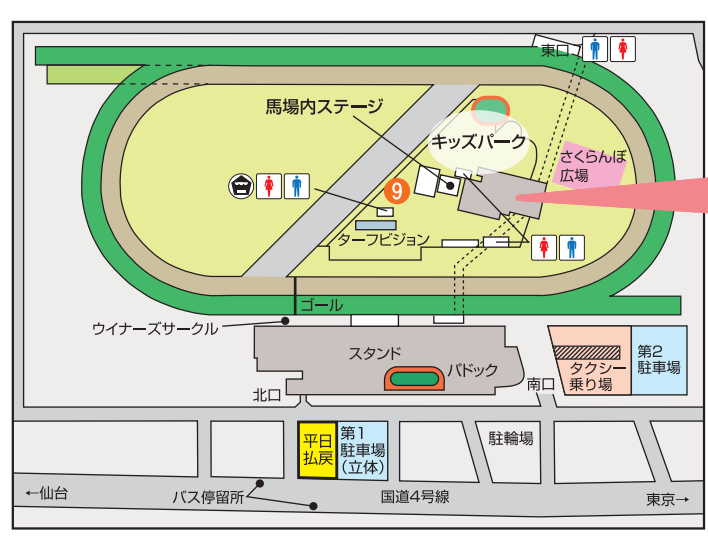 東口
馬場内ステージ
キッズパーク
さくらんぼ
広場
9
ターフビジョン
ゴール
ウイナーズサークル
スタンド
パドック
第2
駐車場
タクシー
乗り場
南口
北口
平日
払戻
第1
駐車場
(立体)
駐輪場
←仙台
バス停留所
国道4号線
東京→